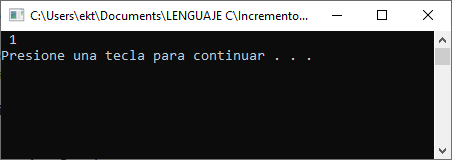 C:\Users\ekt\Documents\LENGUAJE C\Incremento...
1
Presione una tecla para continuar . . .